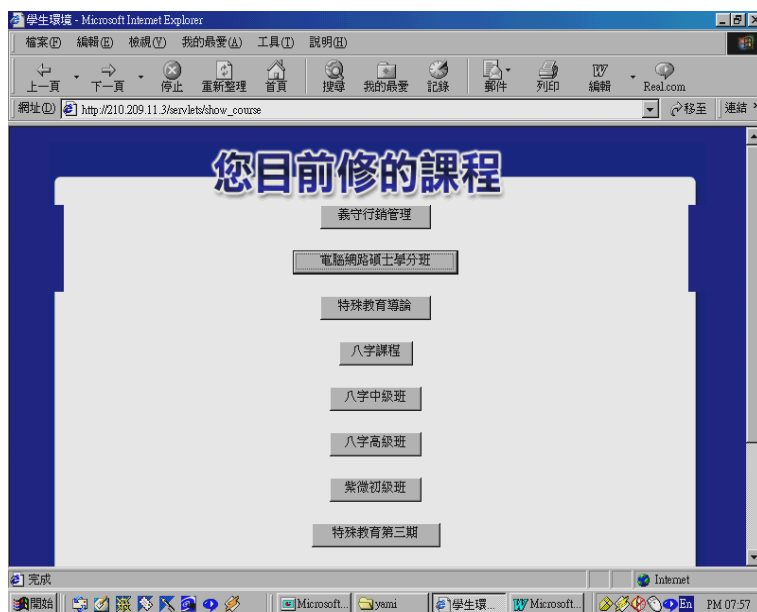 學生環境 - Microsoft Internet Explorer
檔案(F) 編輯(E) 檢視(V) 我的最愛(A) 工具(T) 說明(H)
上一頁 下一頁 停止 重新整理 首頁 搜尋 我的最愛 記錄 郵件 列印 編輯 Real.com
網址(D) http://210.209.11.3/servlets/show_course 移至 連結
您目前修的課程
義守行銷管理
電腦網路碩士學分班
特殊教育導論
八字課程
八字中級班
八字高級班
紫微初級班
特殊教育第三期
完成 Internet
開始 Microsoft... yami 學生環... Microsoft... En PM 07:57